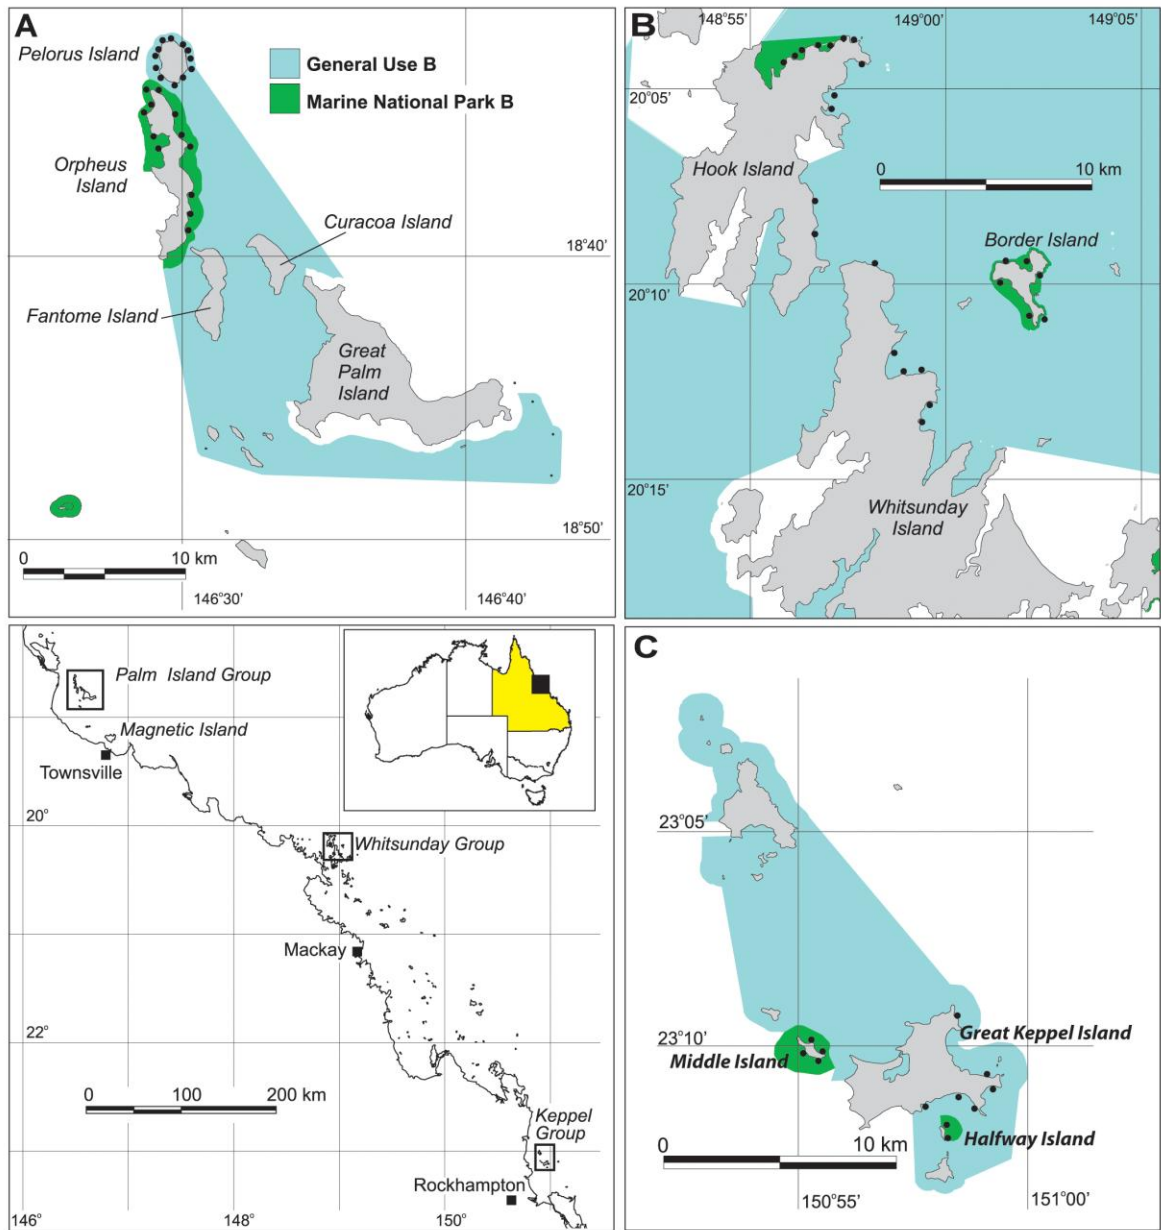 A
Pelorus Island
General Use B
Marine National Park B
Orpheus
Island
Curacoa Island
18°40’
Fantome Island
Great
Palm
Island
18°50’
0 10 km
146°30’ 146°40’
B
148°55’ 149°00’ 149°05’
20°05’
Hook Island
0 10 km
Border Island
20°10’
20°15’
Whitsunday
Island
Palm Island Group
Magnetic Island
Townsville
20°
Whitsunday Group
Mackay
22°
0 100 200 km
Keppel
Group
Rockhampton
146° 148° 150°
C
23°05’
Great Keppel Island
23°10’
Middle Island
Halfway Island
0 10 km
150°55’ 151°00’